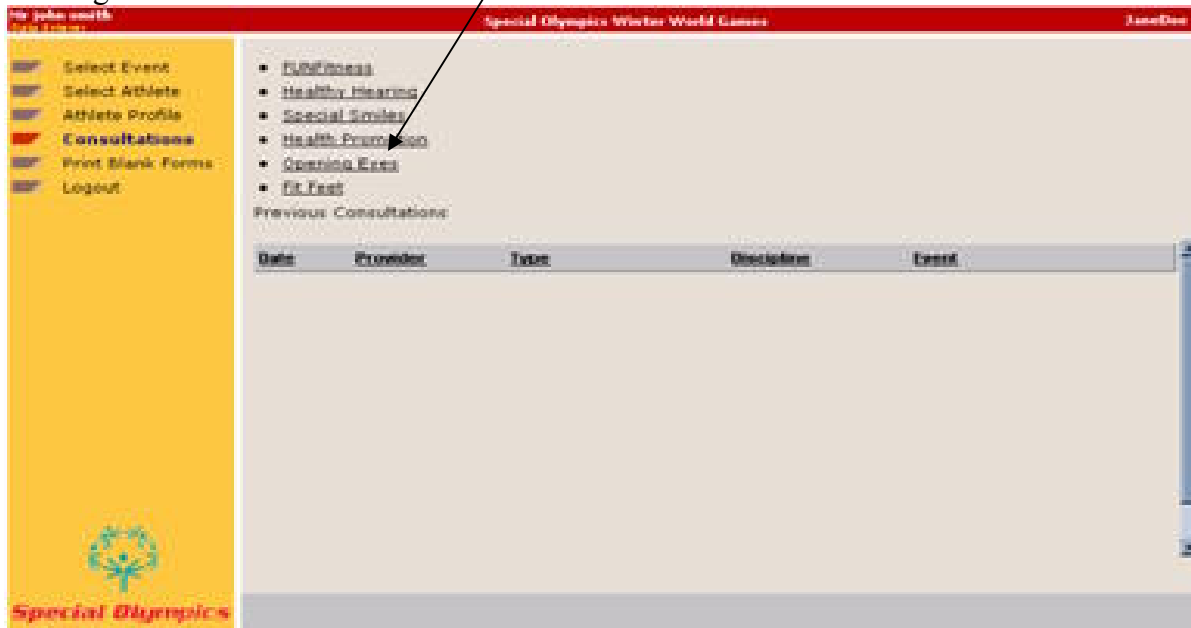 Mr John smith
Special Olympics Winter World Games
JaneDoe
Select Event
Select Athlete
Athlete Profile
Consultations
Print Blank Forms
Logout
• FUNFitness
• Healthy Hearing
• Special Smiles
• Health Promotion
• Opening Eyes
• Fit Feet
Previous Consultations
Date Provider Type Discipline Event
Special Olympics